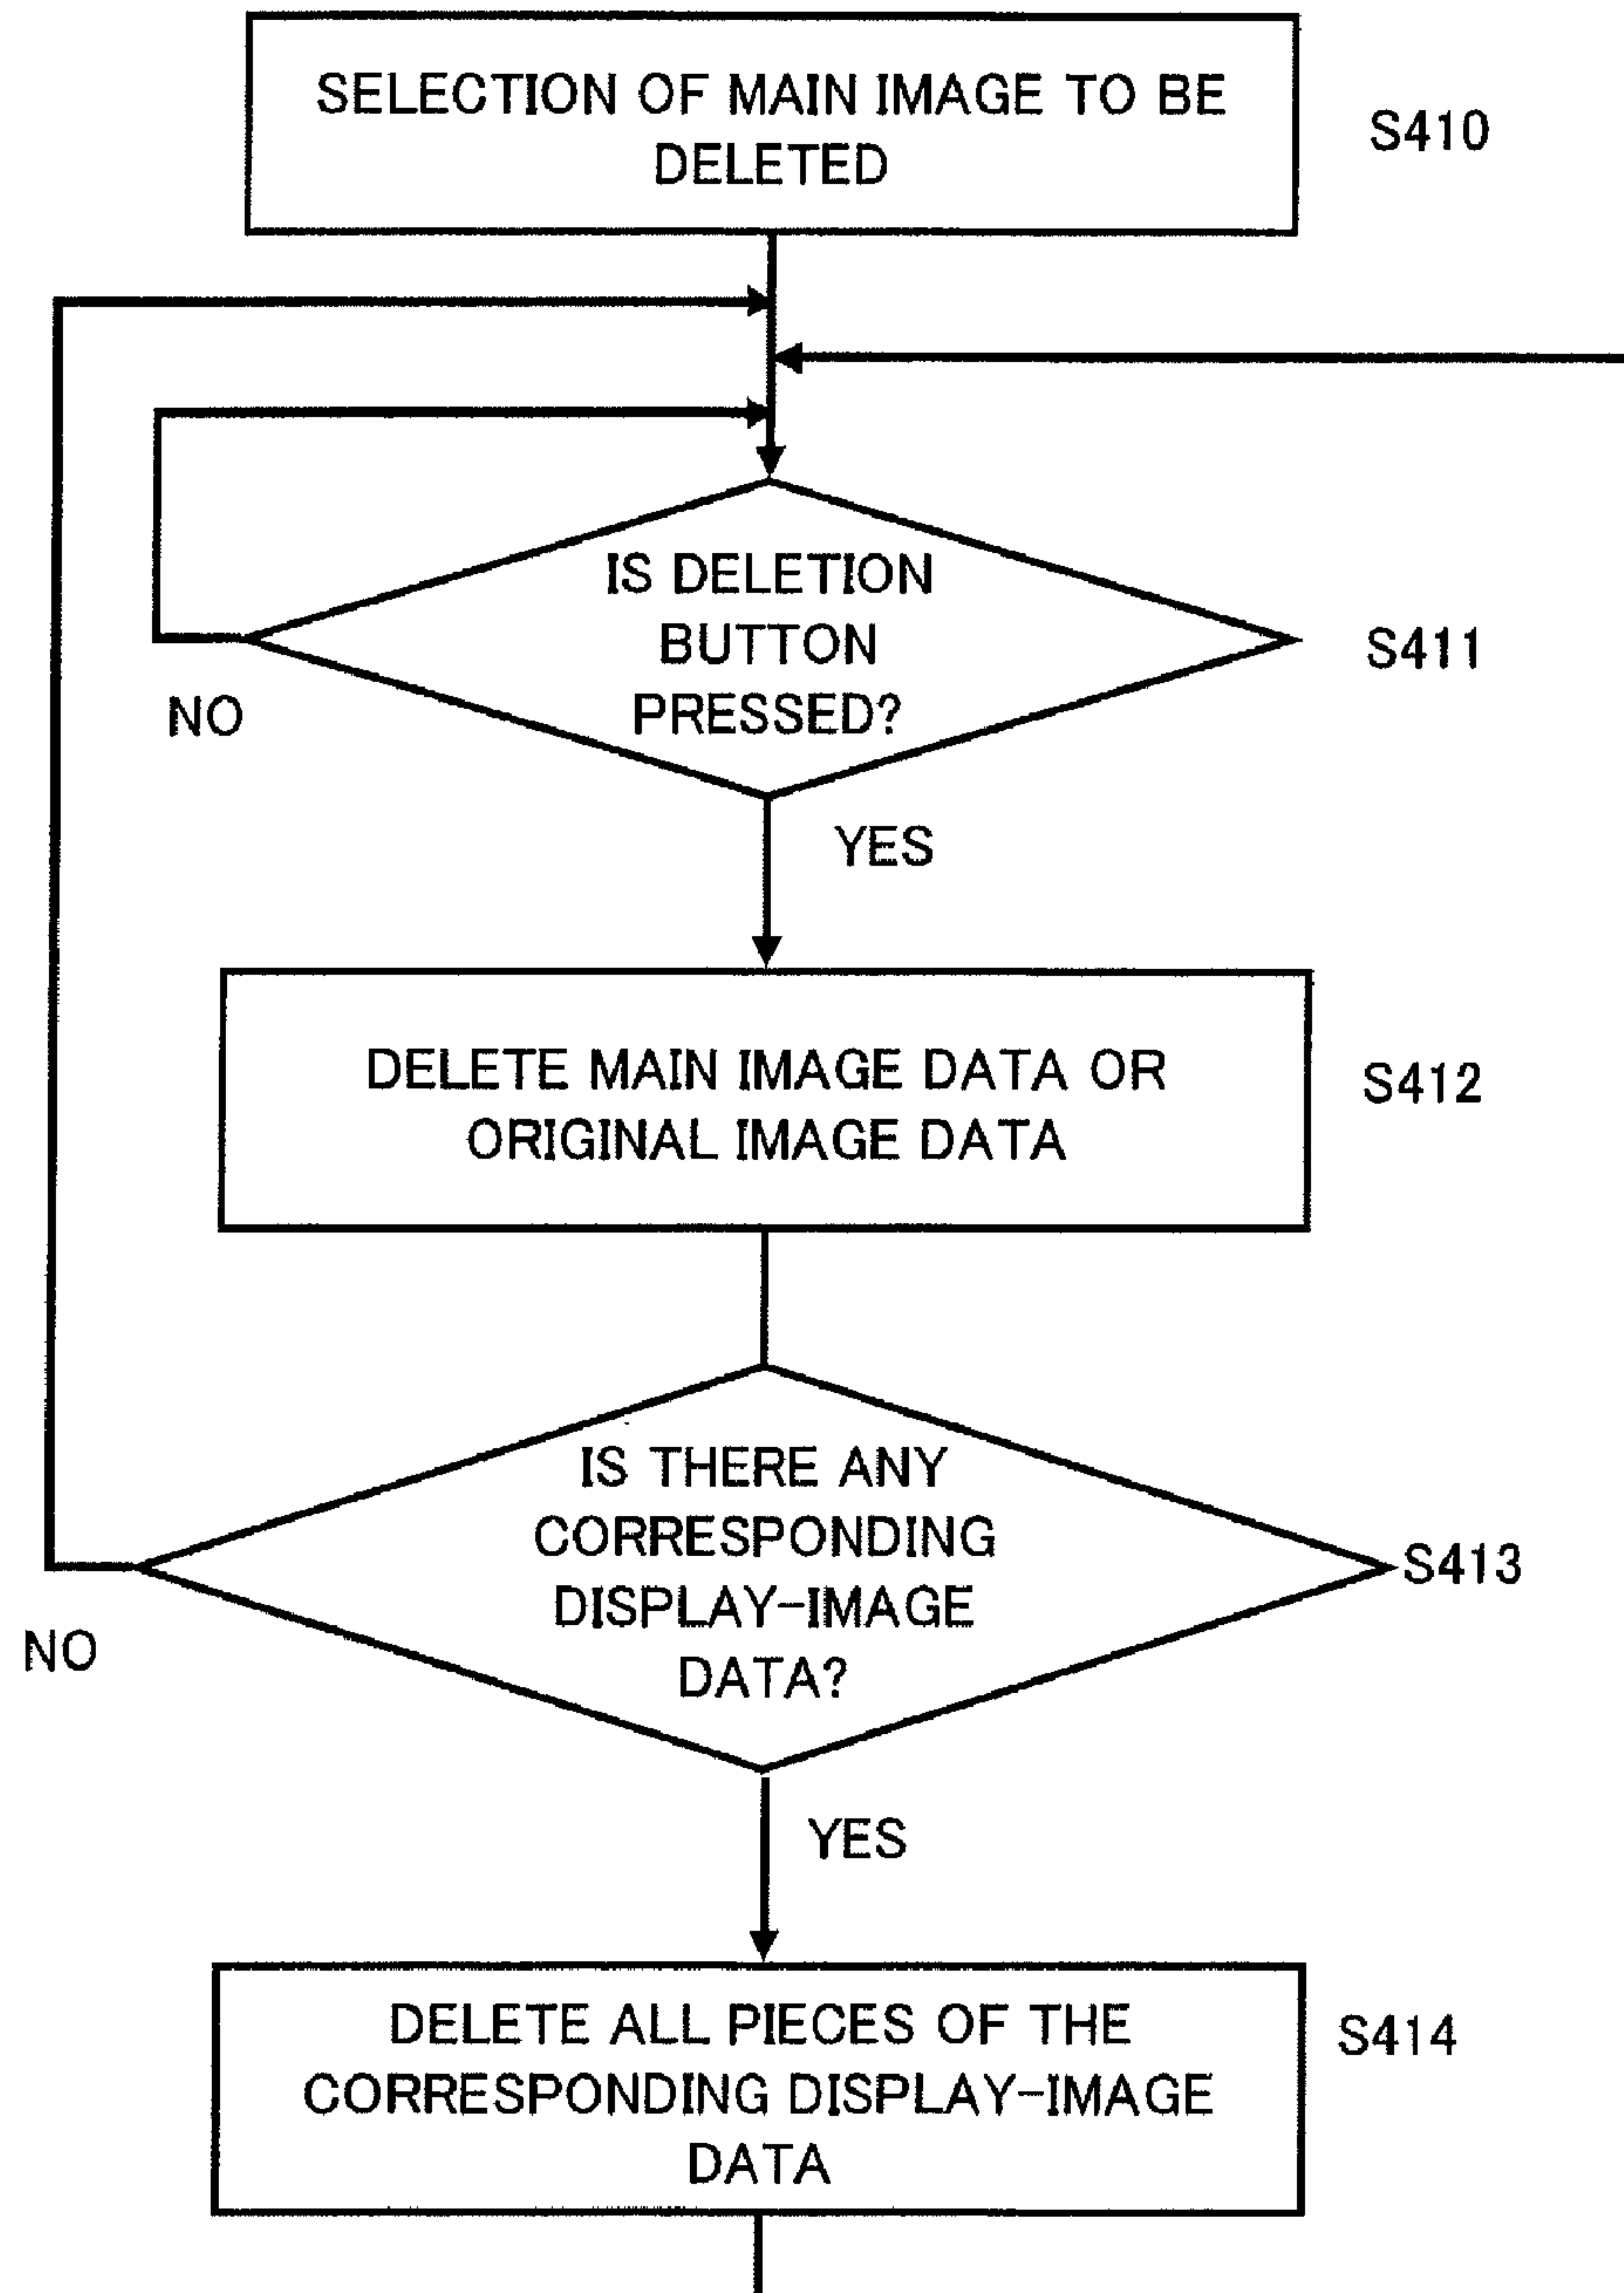 SELECTION OF MAIN IMAGE TO BE
DELETED
S410
IS DELETION
BUTTON
PRESSED?
S411
NO
YES
DELETE MAIN IMAGE DATA OR
ORIGINAL IMAGE DATA
S412
IS THERE ANY
CORRESPONDING
DISPLAY-IMAGE
DATA?
S413
NO
YES
DELETE ALL PIECES OF THE
CORRESPONDING DISPLAY-IMAGE
DATA
S414